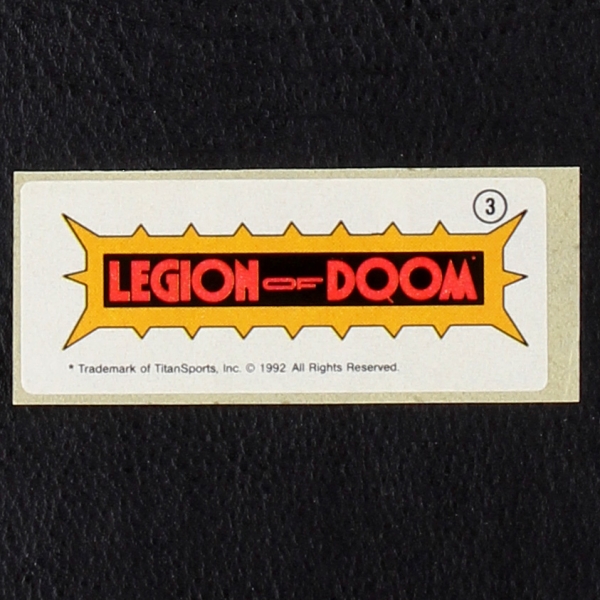 3
LEGION OF DOOM*
* Trademark of TitanSports, Inc. © 1992 All Rights Reserved.